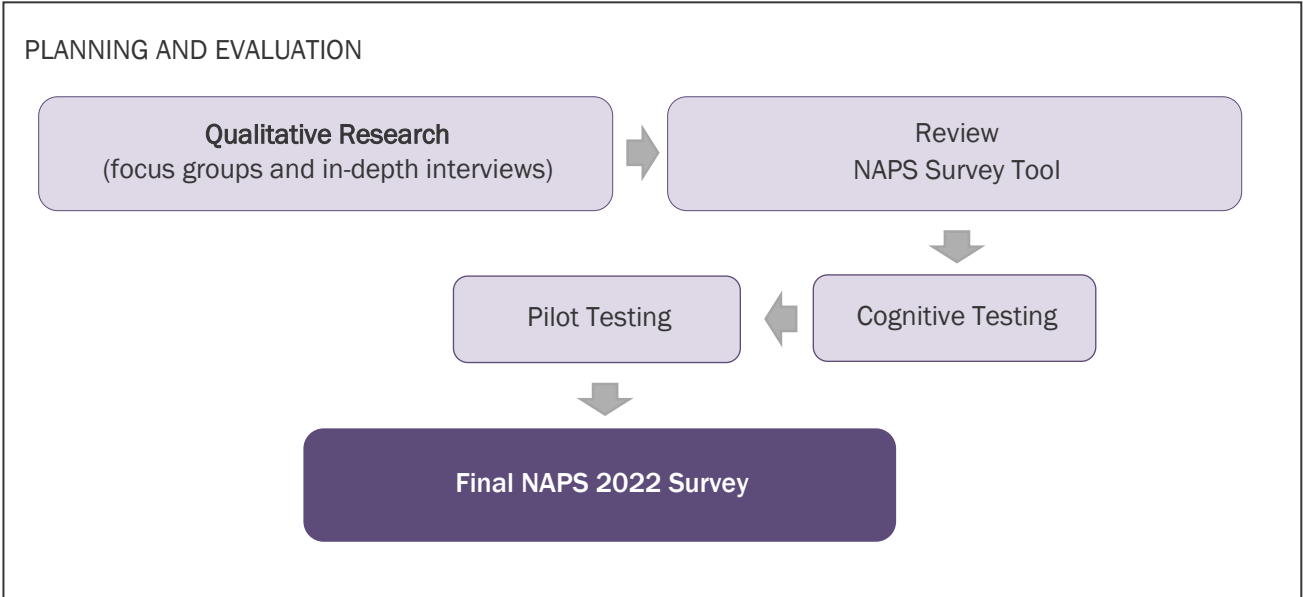 PLANNING AND EVALUATION
Qualitative Research
(focus groups and in-depth interviews)
Review
NAPS Survey Tool
Cognitive Testing
Pilot Testing
Final NAPS 2022 Survey